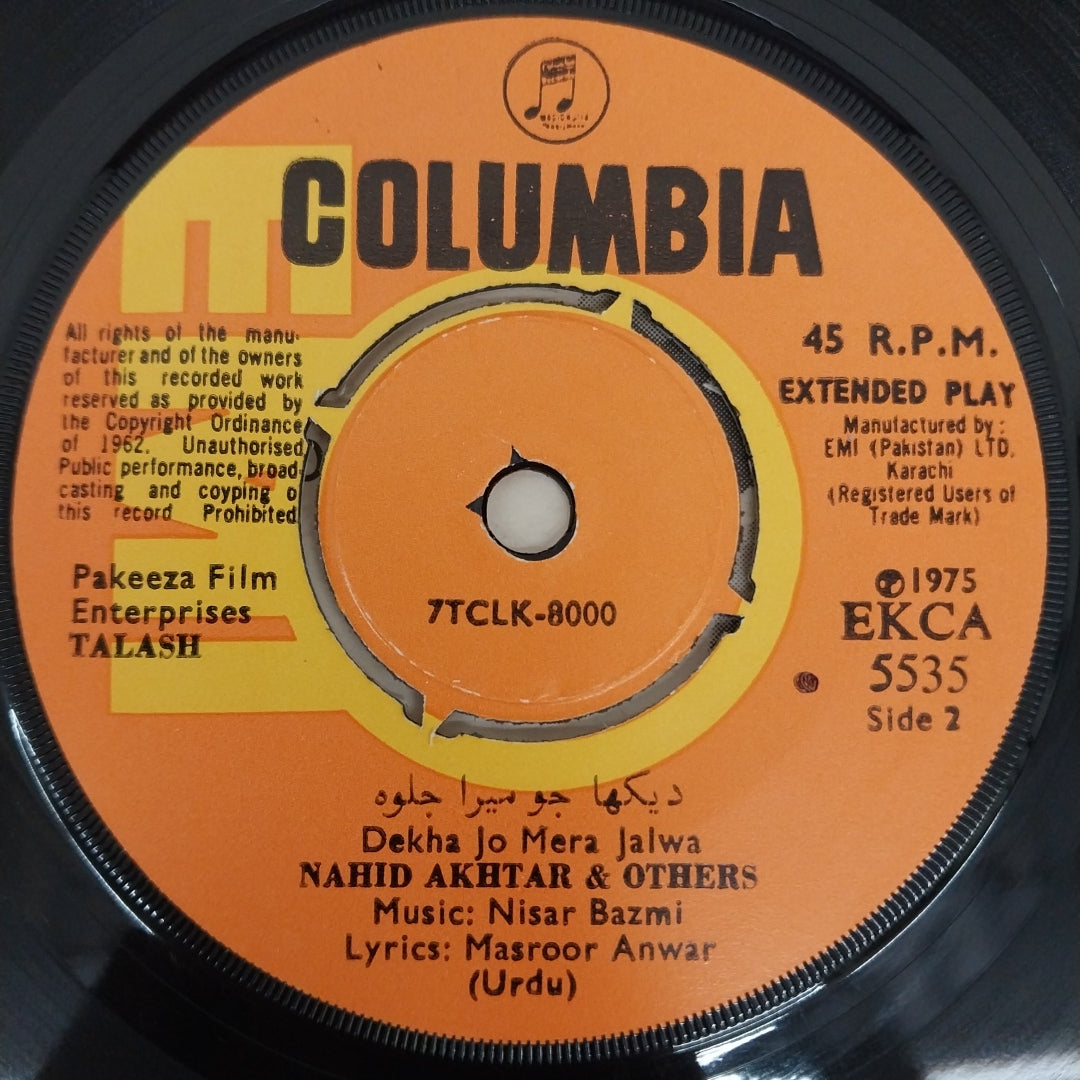 COLUMBIA
All rights of the manu-
facturer and of the owners
of this recorded work
reserved as provided by
the Copyright Ordinance
of 1962. Unauthorised
Public performance, broad-
casting and coyping o
this record Prohibited
45 R.P.M.
EXTENDED PLAY
Manufactured by :
EMI (Pakistan) LTD.
Karachi
(Registered Users of
Trade Mark)
Pakeeza Film
Enterprises
TALASH
7TCLK-8000
℗1975
EKCA
5535
Side 2
دیکھا جو میرا جلوہ
Dekha Jo Mera Jalwa
NAHID AKHTAR & OTHERS
Music: Nisar Bazmi
Lyrics: Masroor Anwar
(Urdu)